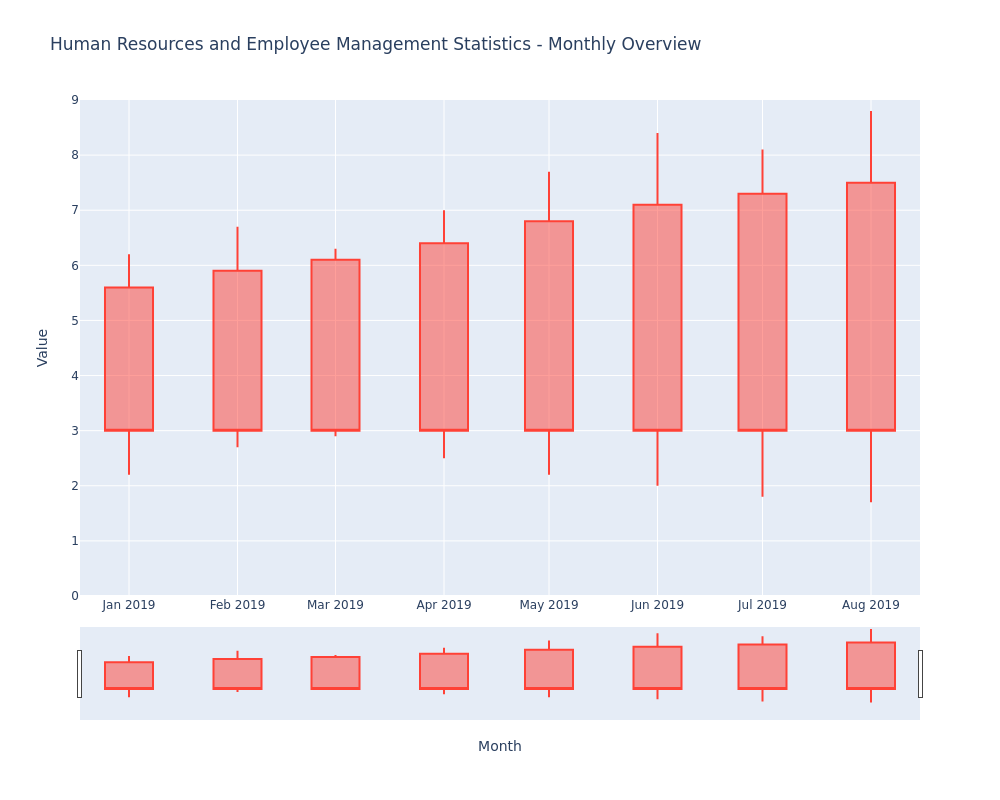 Human Resources and Employee Management Statistics - Monthly Overview
9
8
7
6
5
4
3
2
1
0
Value
Jan 2019 Feb 2019 Mar 2019 Apr 2019 May 2019 Jun 2019 Jul 2019 Aug 2019
Month